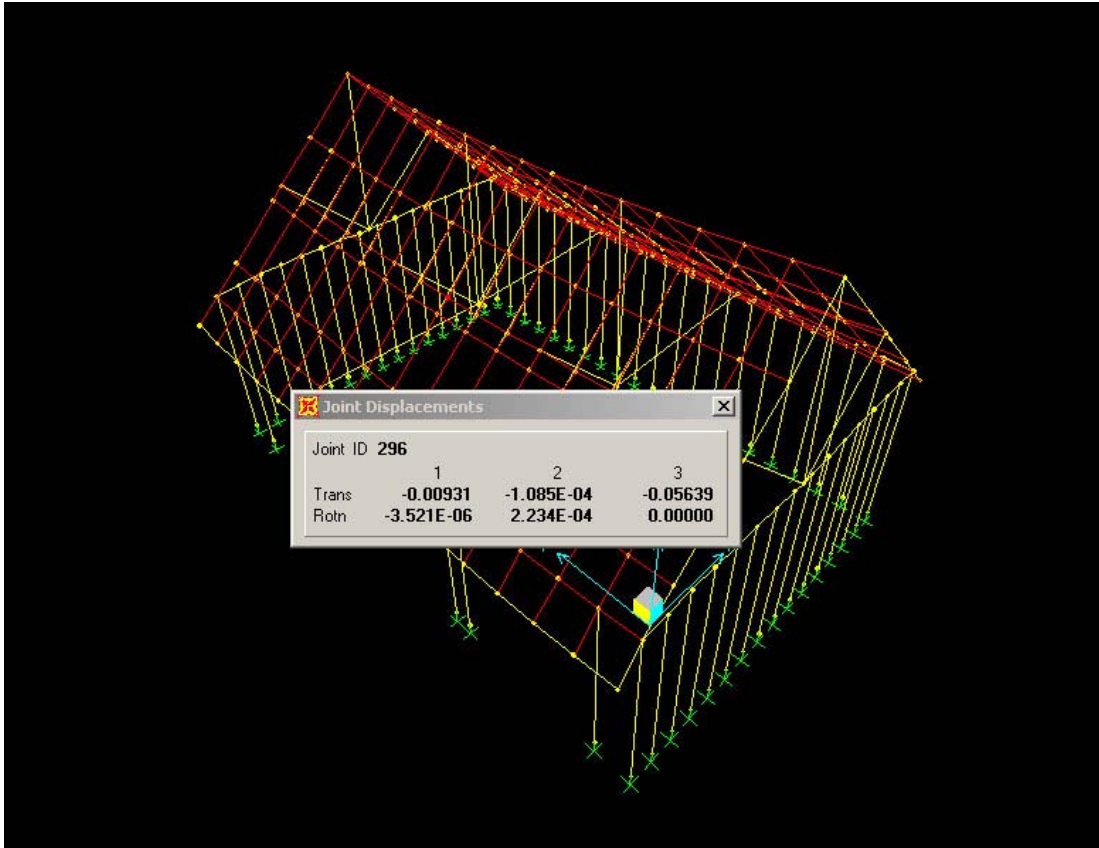 Joint Displacements
Joint ID 296
1 2 3
Trans -0.00931 -1.085E-04 -0.05639
Rotn -3.521E-06 2.234E-04 0.00000